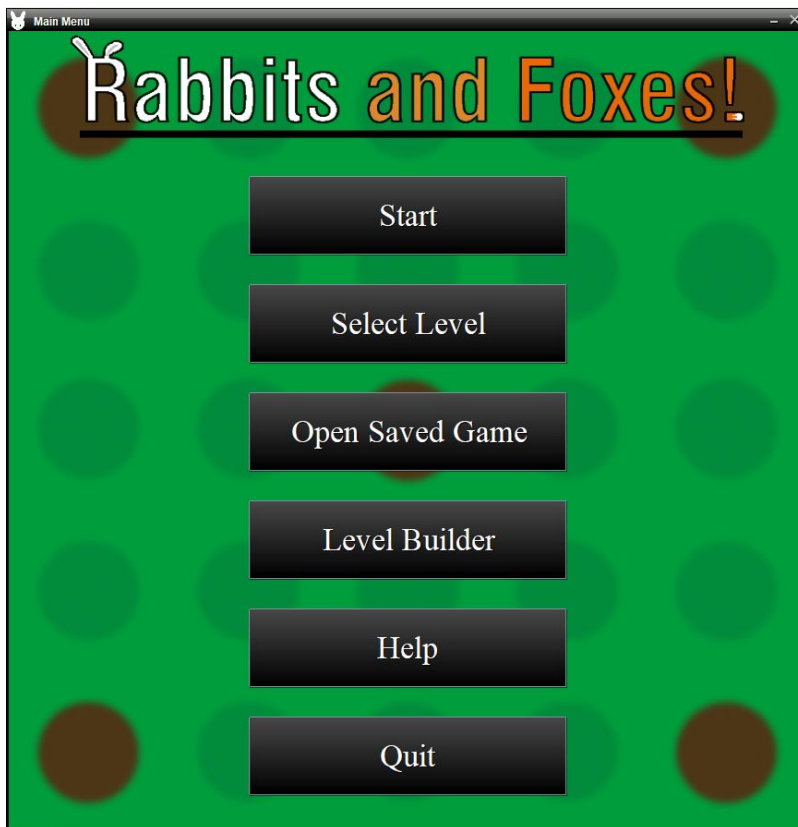 Main Menu
Rabbits and Foxes!
Start
Select Level
Open Saved Game
Level Builder
Help
Quit